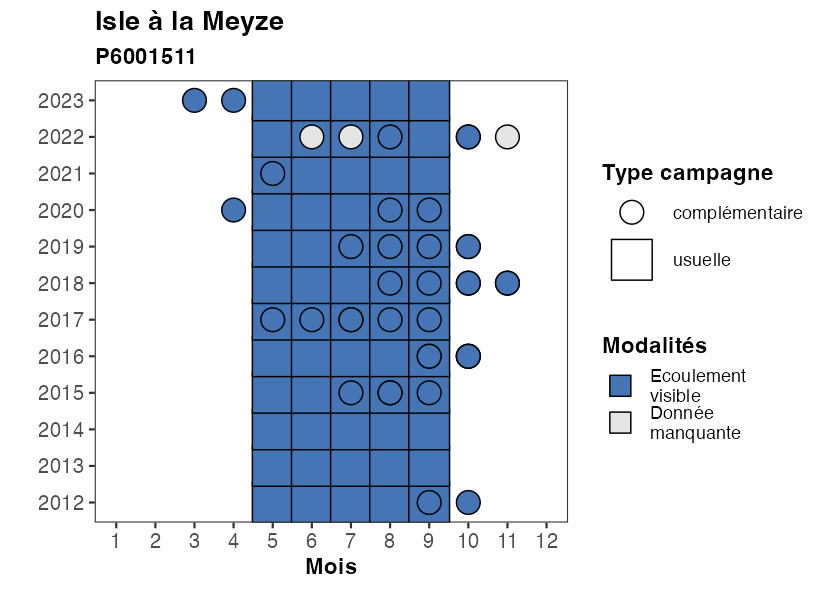 Isle à la Meyze
P6001511
2023
2022
2021
2020
2019
2018
2017
2016
2015
2014
2013
2012
1 2 3 4 5 6 7 8 9 10 11 12
Mois
Type campagne
complémentaire
usuelle
Modalités
Ecoulement
visible
Donnée
manquante